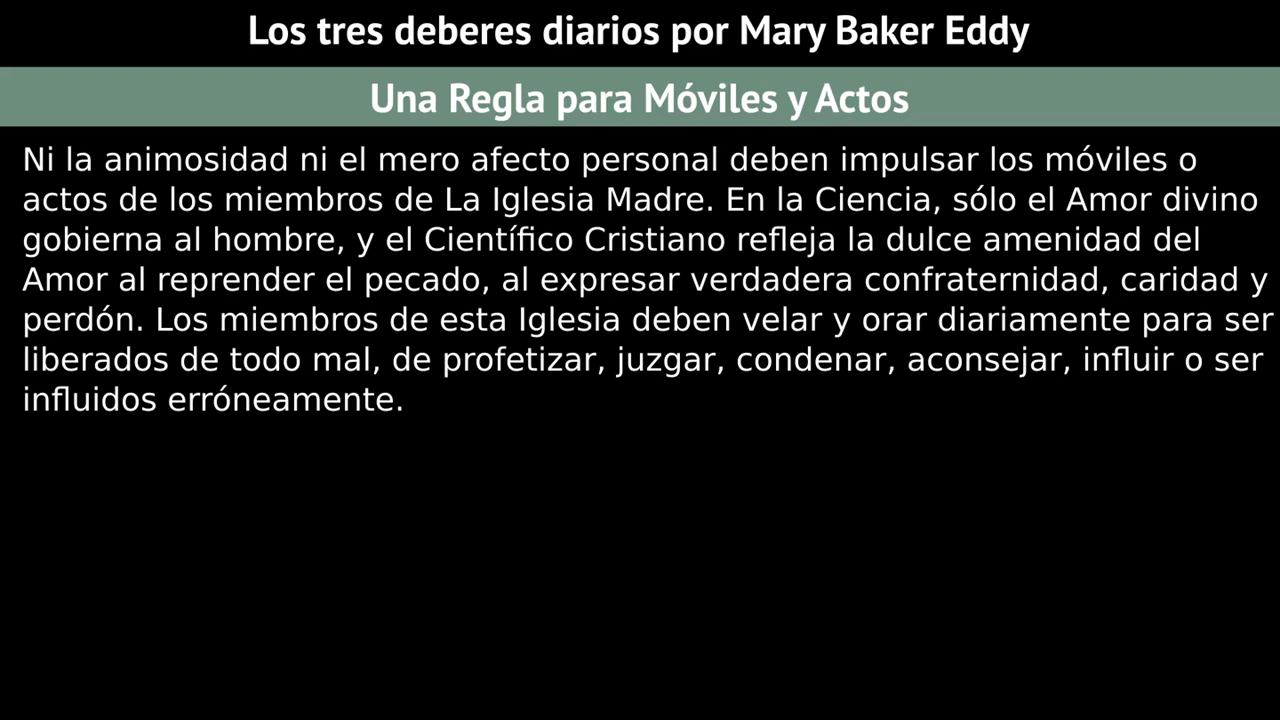 Los tres deberes diarios por Mary Baker Eddy
Una Regla para Móviles y Actos
Ni la animosidad ni el mero afecto personal deben impulsar los móviles o
actos de los miembros de La Iglesia Madre. En la Ciencia, sólo el Amor divino
gobierna al hombre, y el Científico Cristiano refleja la dulce amenidad del
Amor al reprender el pecado, al expresar verdadera confraternidad, caridad y
perdón. Los miembros de esta Iglesia deben velar y orar diariamente para ser
liberados de todo mal, de profetizar, juzgar, condenar, aconsejar, influir o ser
influidos erróneamente.